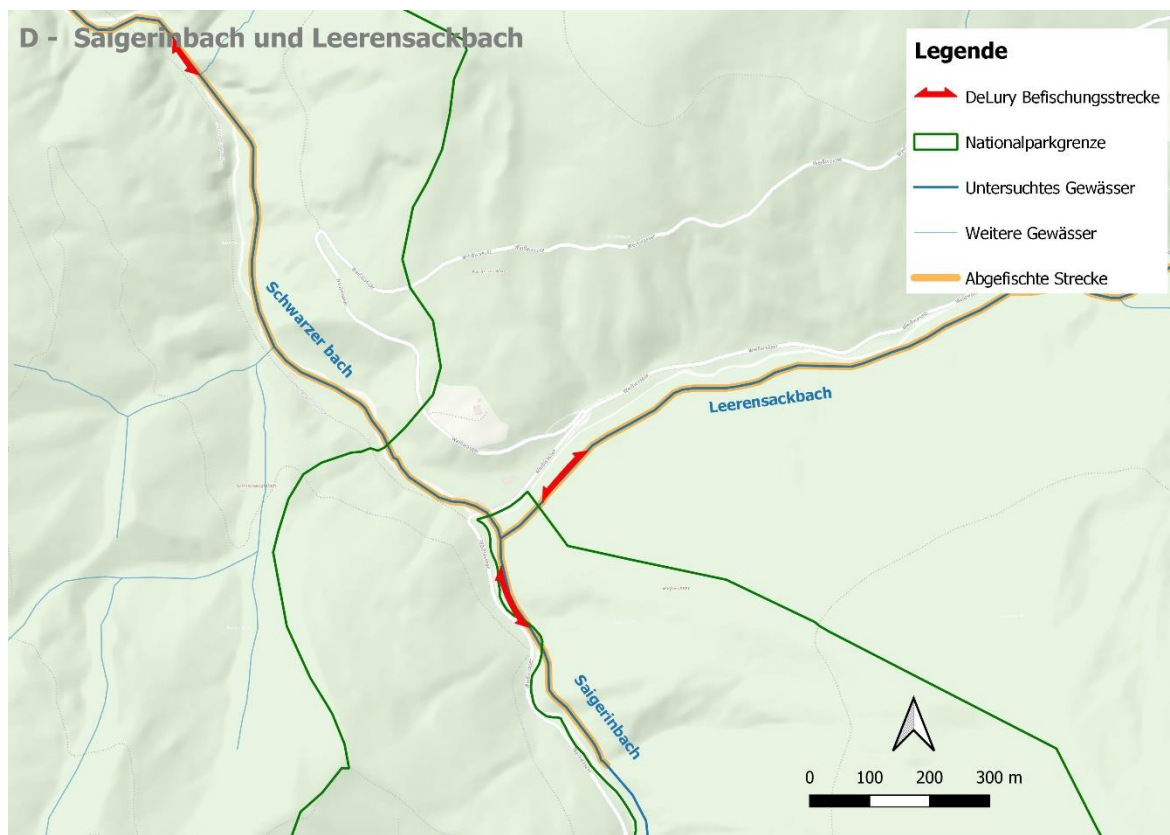 D - Saigerinbach und Leerensackbach
Legende
DeLury Befischungsstrecke
Nationalparkgrenze
Untersuchtes Gewässer
Weitere Gewässer
Abgefischte Strecke
Schwarzer bach
Leerensackbach
Saigerinbach
0 100 200 300 m